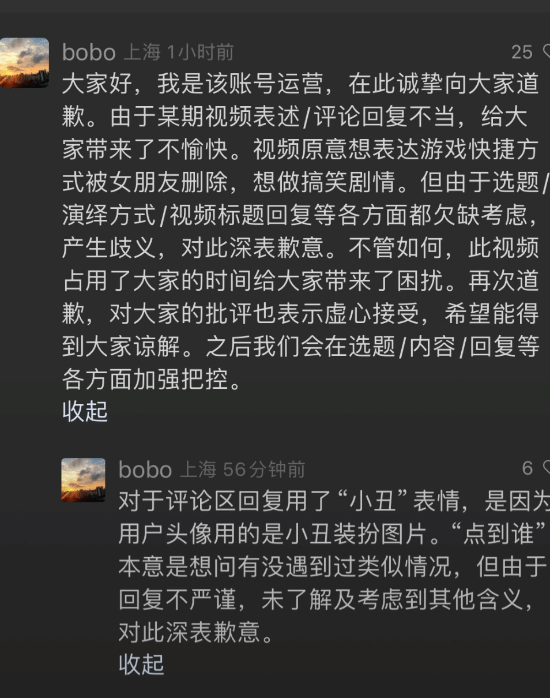 bobo 上海 1小时前 25
大家好，我是该账号运营，在此诚挚向大家道
歉。由于某期视频表述/评论回复不当，给大
家带来了不愉快。视频原意想表达游戏快捷方
式被女朋友删除，想做搞笑剧情。但由于选题/
演绎方式/视频标题回复等各方面都欠缺考虑，
产生歧义，对此深表歉意。不管如何，此视频
占用了大家的时间给大家带来了困扰。再次道
歉，对大家的批评也表示虚心接受，希望能得
到大家谅解。之后我们会在选题/内容/回复等
各方面加强把控。
收起
bobo 上海 56分钟前 6
对于评论区回复用了“小丑”表情，是因为
用户头像用的是小丑装扮图片。“点到谁”
本意是想问有没遇到过类似情况，但由于
回复不严谨，未了解及考虑到其他含义，
对此深表歉意。
收起